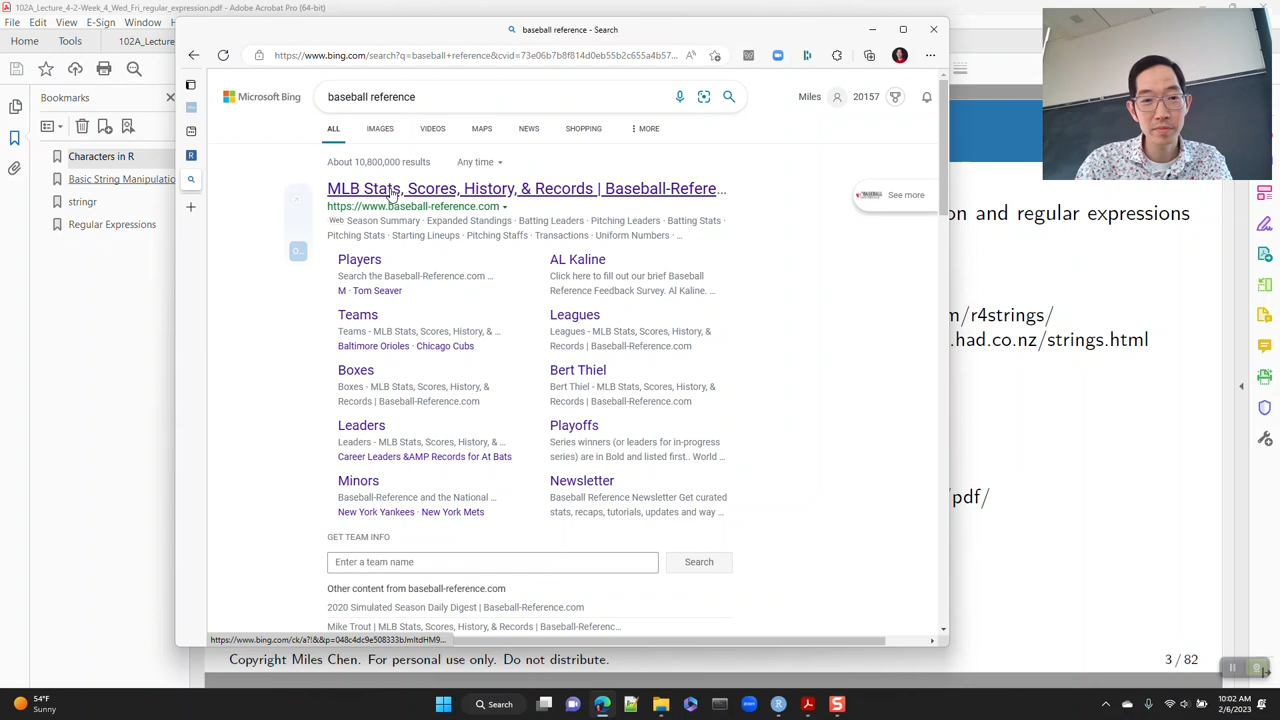 102A_Lecture_4-2-Week_4_Wed_Fri_regular_expression.pdf - Adobe Acrobat Pro (64-bit)
File Edit View E-Sign Window
Home Tools 102A_Lecture
Bookmarks
Characters in R
Basic String Manipulatio
stringr
Regular Expressions
baseball reference - Search
https://www.bing.com/search?q=baseball+reference&cvid=73e06b7b8f814d0eb55b2c655a4b57...
Microsoft Bing
baseball reference
Miles
20157
ALL IMAGES VIDEOS MAPS NEWS SHOPPING MORE
About 10,800,000 results Any time
MLB Stats, Scores, History, & Records | Baseball-Refere...
https://www.baseball-reference.com
Web Season Summary · Expanded Standings · Batting Leaders · Pitching Leaders · Batting Stats ·
Pitching Stats · Starting Lineups · Pitching Staffs · Transactions · Uniform Numbers · ...
See more
O..
Players
Search the Baseball-Reference.com ...
M · Tom Seaver
AL Kaline
Click here to fill out our brief Baseball
Reference Feedback Survey. Al Kaline. ...
Teams
Teams - MLB Stats, Scores, History, & ...
Baltimore Orioles · Chicago Cubs
Leagues
Leagues - MLB Stats, Scores, History, &
Records | Baseball-Reference.com
Boxes
Boxes - MLB Stats, Scores, History, &
Records | Baseball-Reference.com
Bert Thiel
Bert Thiel - MLB Stats, Scores, History, &
Records | Baseball-Reference.com
Leaders
Leaders - MLB Stats, Scores, History, & ...
Career Leaders &AMP Records for At Bats
Playoffs
Series winners (or leaders for in-progress
series) are in Bold and listed first.. World ...
Minors
Baseball-Reference and the National ...
New York Yankees · New York Mets
Newsletter
Baseball Reference Newsletter Get curated
stats, recaps, tutorials, updates and way ...
GET TEAM INFO
Enter a team name
Search
Other content from baseball-reference.com
2020 Simulated Season Daily Digest | Baseball-Reference.com
Mike Trout | MLB Stats, Scores, History, & Records | Baseball-Referenc...
on and regular expressions
m/r4strings/
.had.co.nz/strings.html
/pdf/
Copyright Miles Chen. For personal use only. Do not distribute.
3 / 82
54°F
Sunny
Search
10:02 AM
2/6/2023